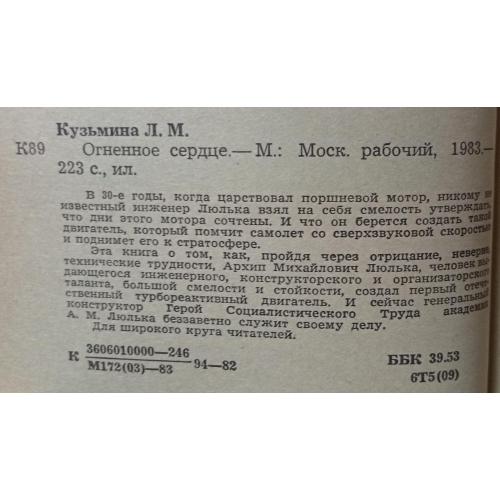 Кузьмина Л. М.
К89 Огненное сердце.— М.: Моск. рабочий, 1983.—
223 с., ил.
В 30-е годы, когда царствовал поршневой мотор, никому не
известный инженер Люлька взял на себя смелость утверждать,
что дни этого мотора сочтены. И что он берется создать такой
двигатель, который помчит самолет со сверхзвуковой скоростью
и поднимет его к стратосфере.
Эта книга о том, как, пройдя через отрицание, неверие,
технические трудности, Архип Михайлович Люлька, человек вы-
дающегося инженерного, конструкторского и организаторского
таланта, большой смелости и стойкости, создал первый отече-
ственный турбореактивный двигатель. И сейчас генеральный
конструктор Герой Социалистического Труда академик
А. М. Люлька беззаветно служит своему делу.
Для широкого круга читателей.
К 3606010000—246
М172(03)—83 94—82
ББК 39.53
6Т5(09)